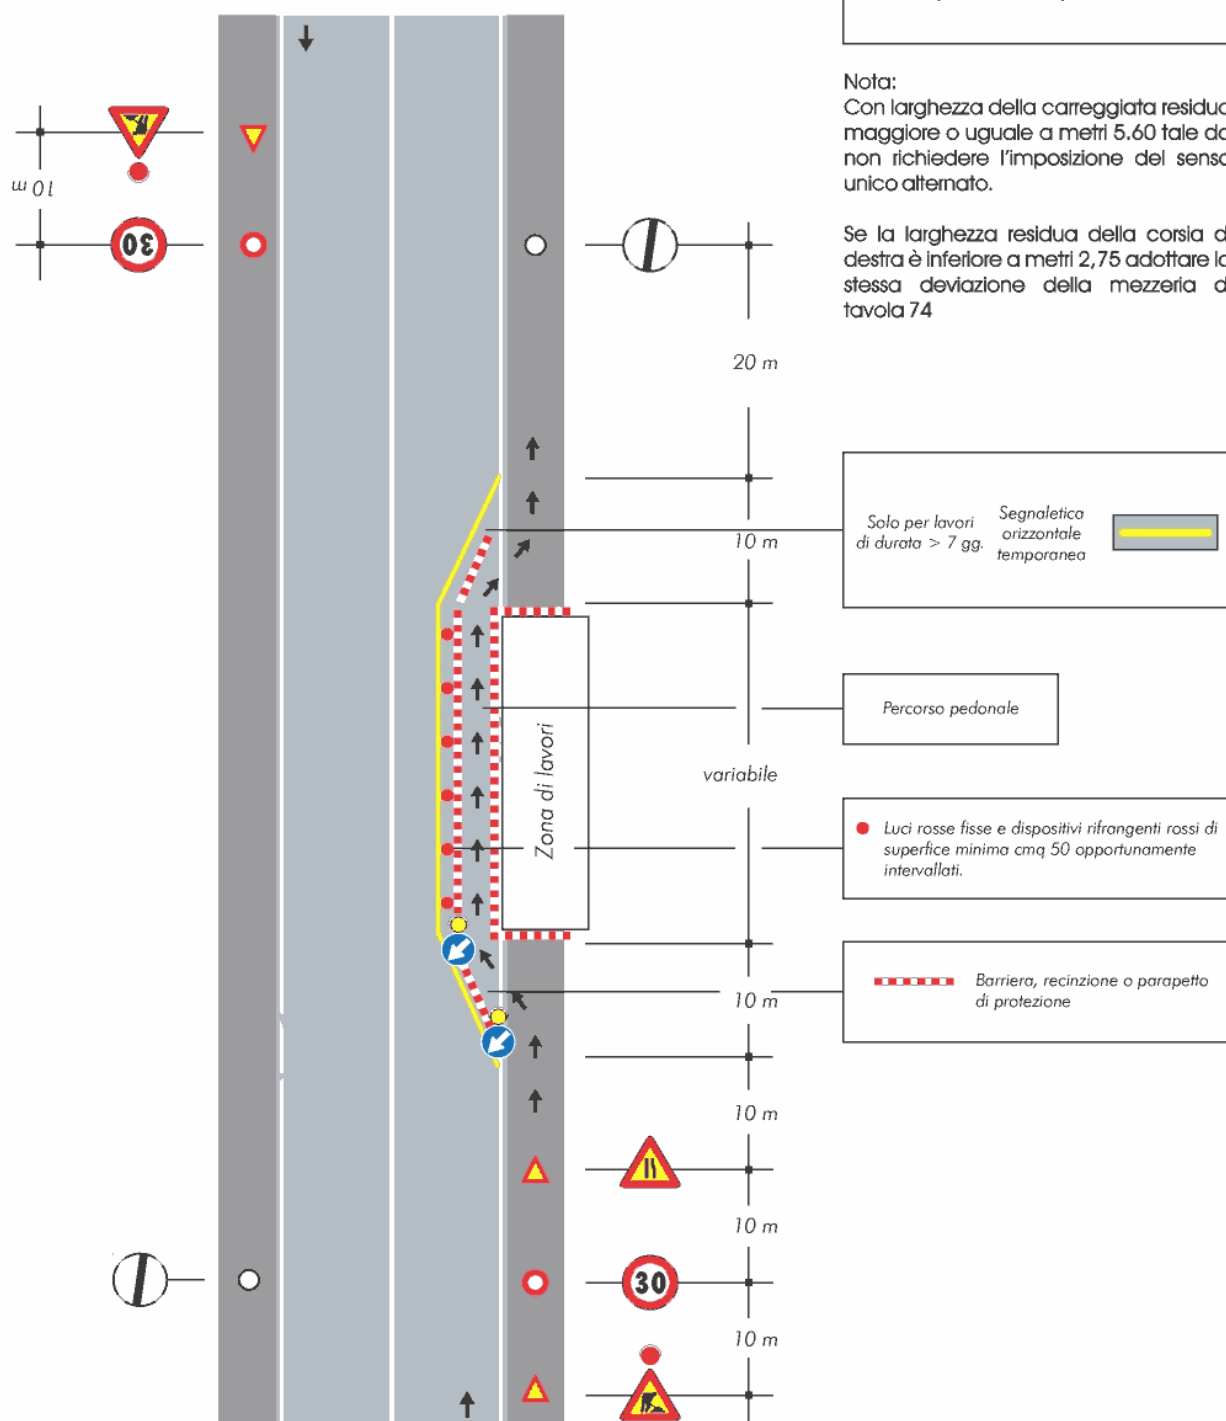 Nota:
Con larghezza della carreggiata
maggiore o uguale a metri 5.60 tale
non richiedere l'imposizione del
unico alternato.
Se la larghezza residua della corsia
destra è inferiore a metri 2,75 adottare
stessa deviazione della mezzeria
tavola 74
10 m
30
20 m
10 m
Solo per lavori
di durata > 7 gg.
Segnaletica
orizzontale
temporanea
Percorso pedonale
variabile
Zona di lavori
Luci rosse fisse e dispositivi rifrangenti rossi di
superfice minima cmq 50 opportunamente
intervallati.
Barriera, recinzione o parapetto
di protezione
10 m
10 m
10 m
30
10 m